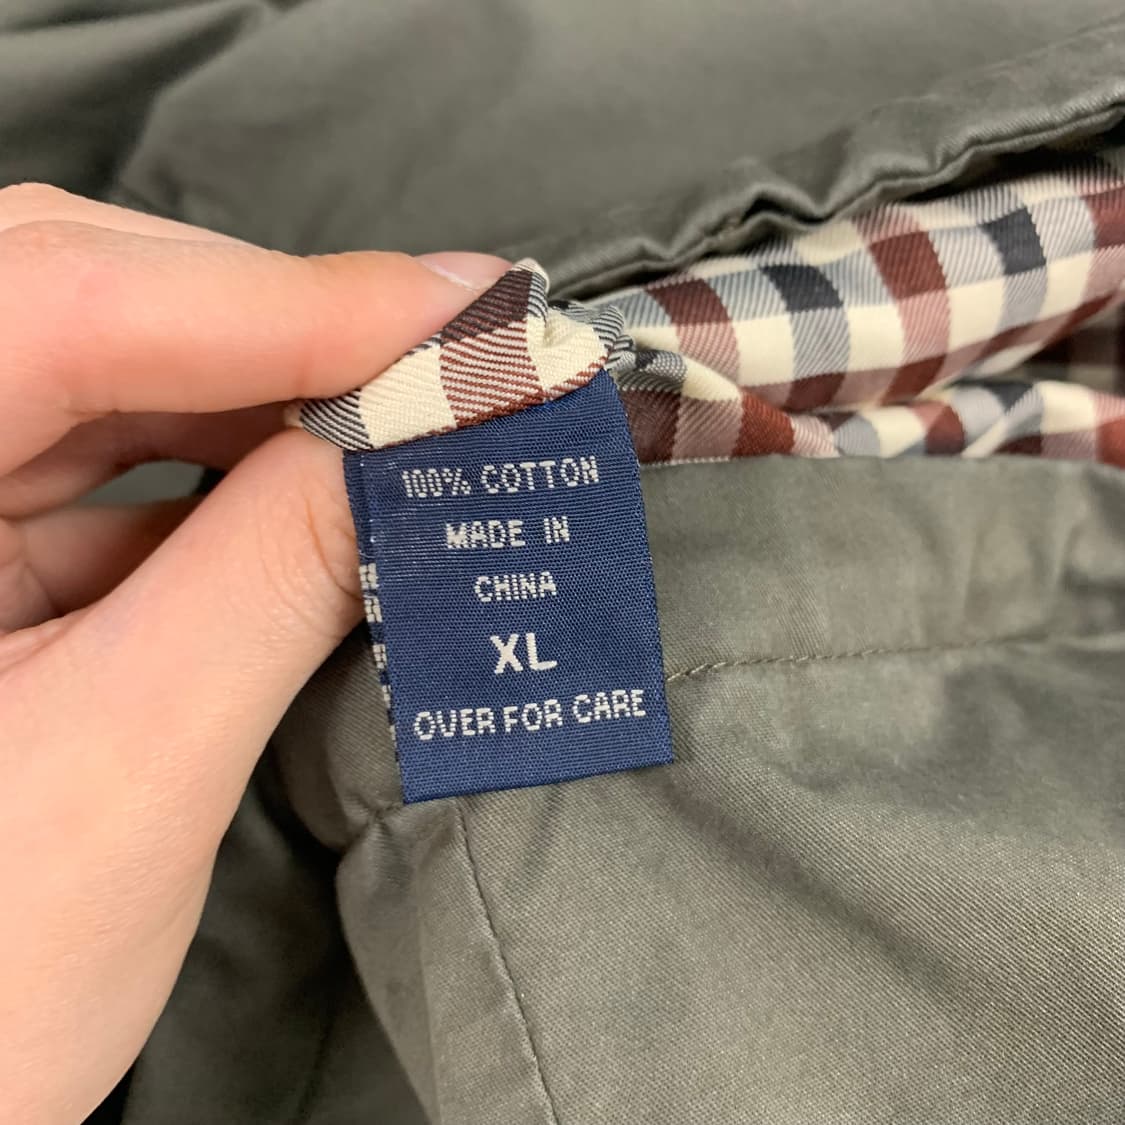 100% COTTON
MADE IN
CHINA
XL
OVER FOR CARE